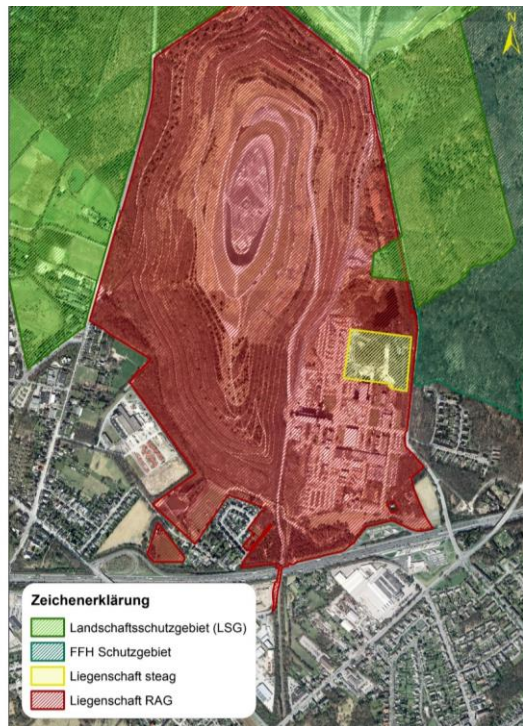 N
Zeichenerklärung
Landschaftsschutzgebiet (LSG)
FFH Schutzgebiet
Liegenschaft steag
Liegenschaft RAG